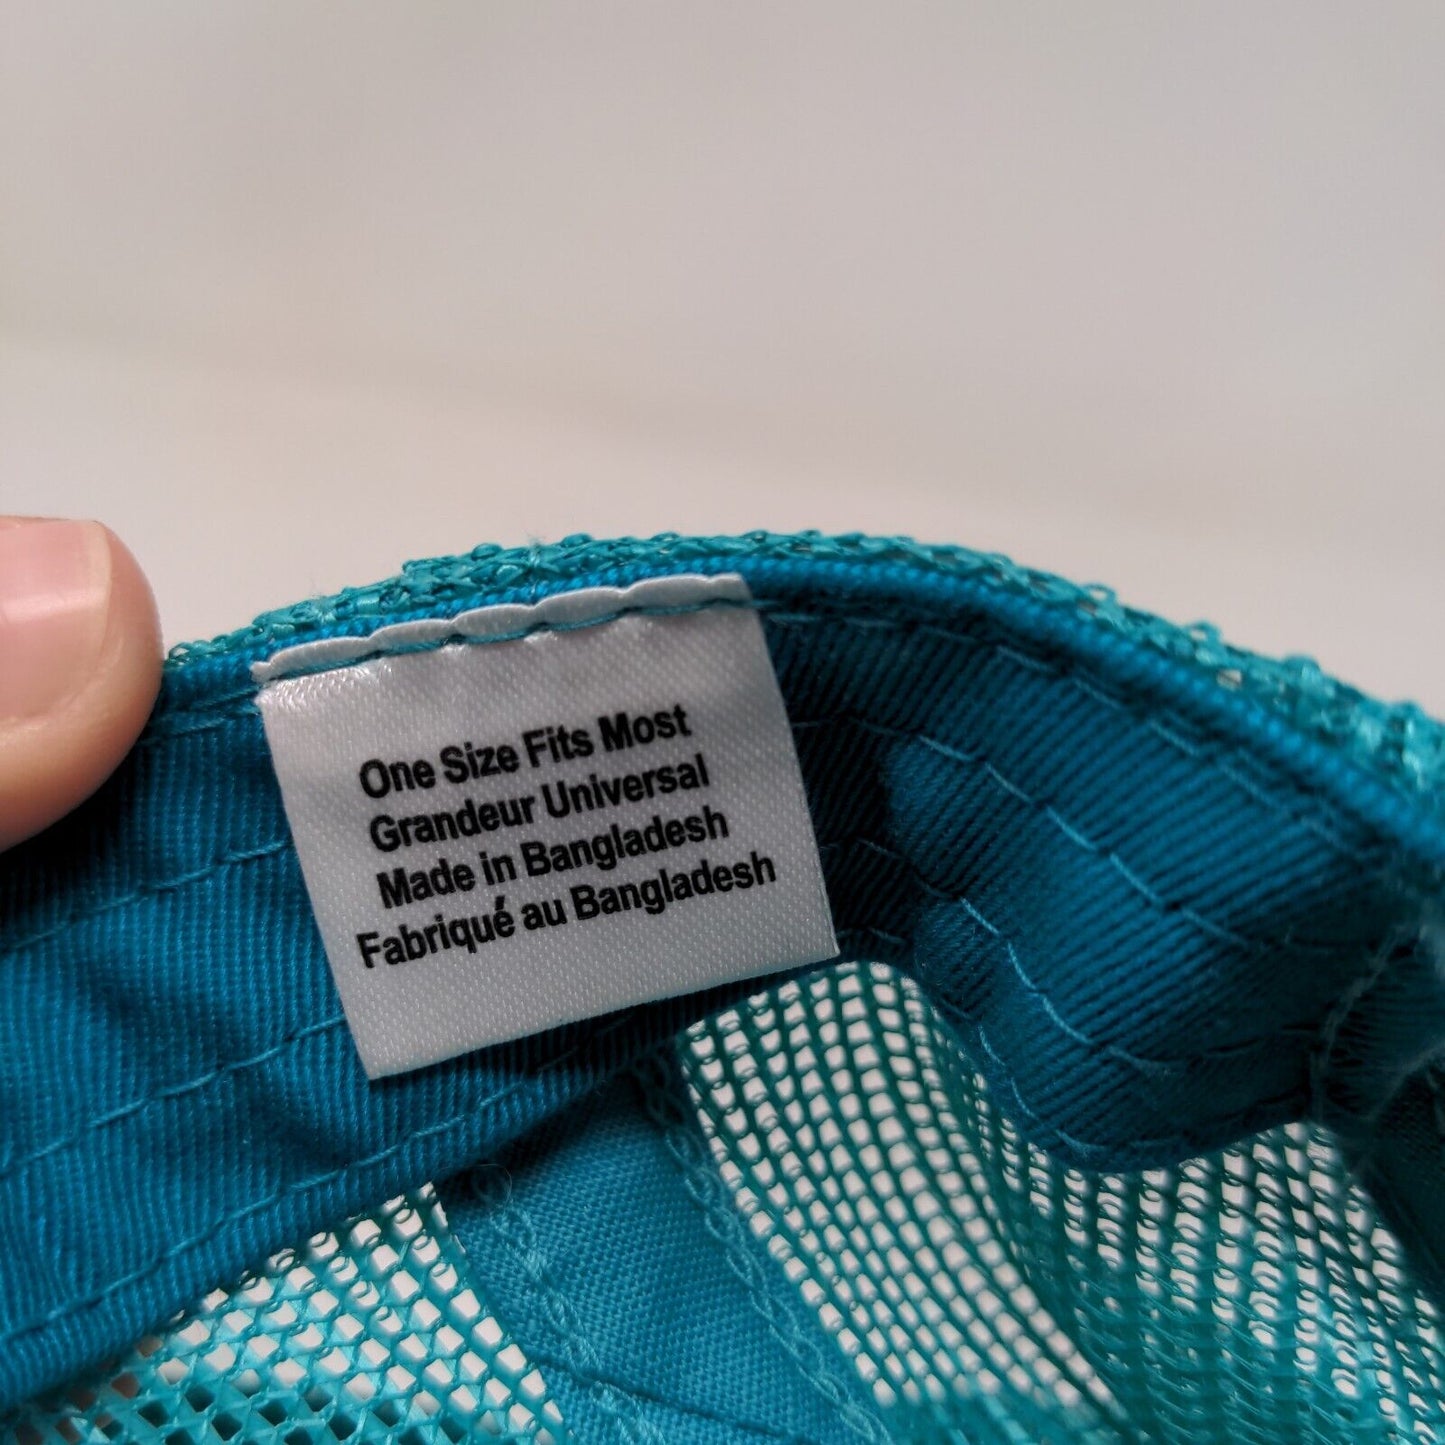 One Size Fits Most
Grandeur Universal
Made in Bangladesh
Fabriqué au Bangladesh